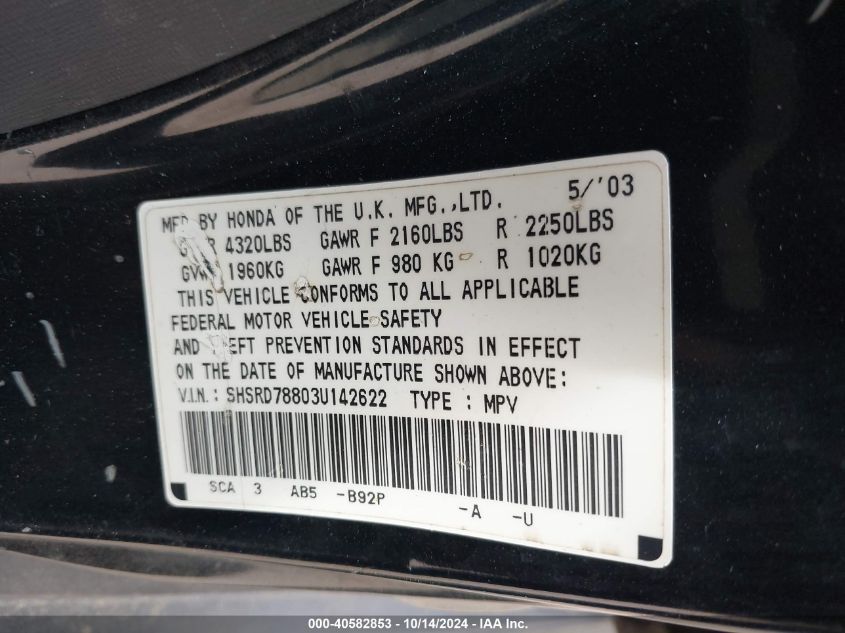 MFD BY HONDA OF THE U.K. MFG.,LTD. 5/'03
4320LBS GAWR F 2160LBS R 2250LBS
GVWR 1960KG GAWR F 980 KG R 1020KG
THIS VEHICLE CONFORMS TO ALL APPLICABLE
FEDERAL MOTOR VEHICLE SAFETY
AND THEFT PREVENTION STANDARDS IN EFFECT
ON THE DATE OF MANUFACTURE SHOWN ABOVE:
V.I.N.: SHSRD78803U142622 TYPE : MPV
SCA 3 AB5 -B92P -A -U
000-40582853 - 10/14/2024 - IAA Inc.